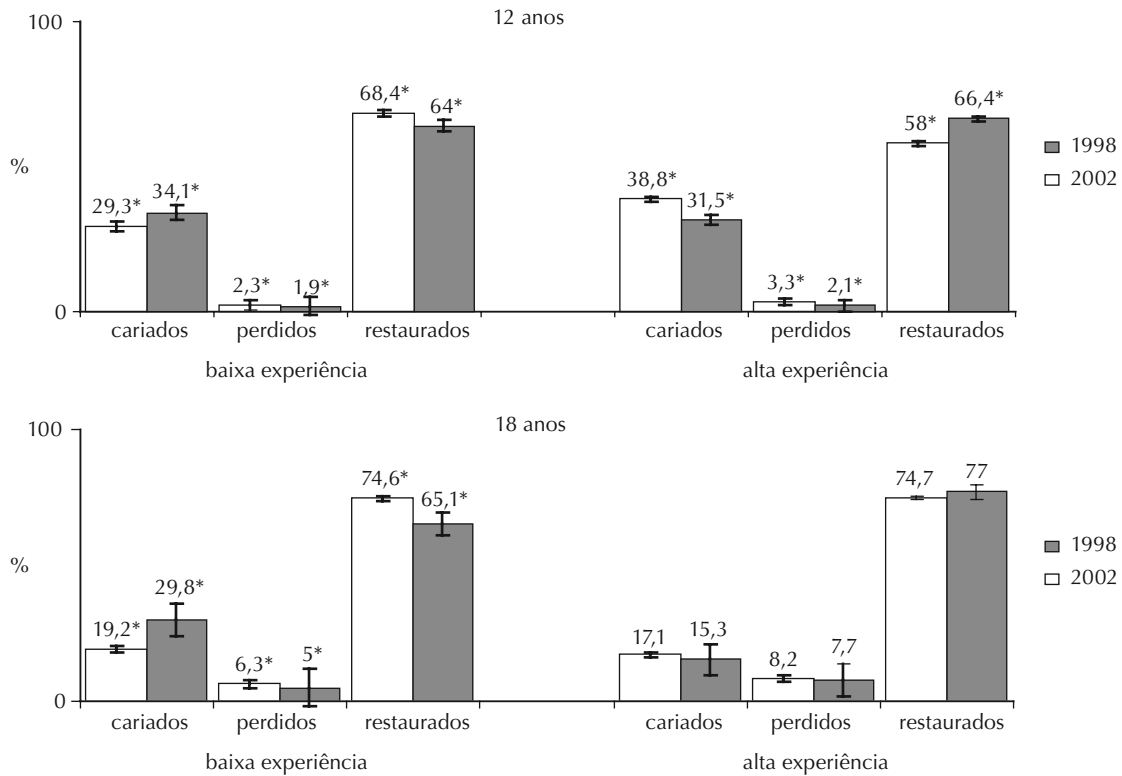 12 anos
100
%
0
29,3* 34,1* 2,3* 1,9* 68,4* 64* 38,8* 31,5* 3,3* 2,1* 58* 66,4*
1998
2002
cariados perdidos restaurados cariados perdidos restaurados
baixa experiência alta experiência
18 anos
100
%
0
19,2* 29,8* 6,3* 5* 74,6* 65,1* 17,1 15,3 8,2 7,7 74,7 77
1998
2002
cariados perdidos restaurados cariados perdidos restaurados
baixa experiência alta experiência